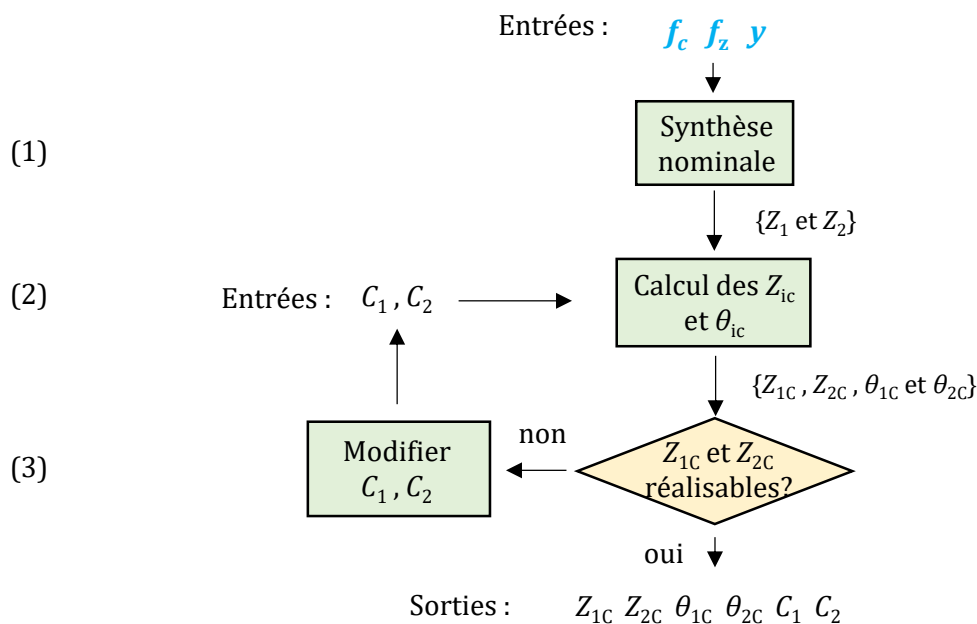 Entrées : f_c f_z y
(1)
Synthèse
nominale
{Z_1 et Z_2}
(2)
Entrées : C_1 , C_2
Calcul des Z_ic
et θ_ic
{Z_1C , Z_2C , θ_1C et θ_2C}
(3)
Modifier
C_1 , C_2
non
Z_1C et Z_2C
réalisables?
oui
Sorties : Z_1C Z_2C θ_1C θ_2C C_1 C_2